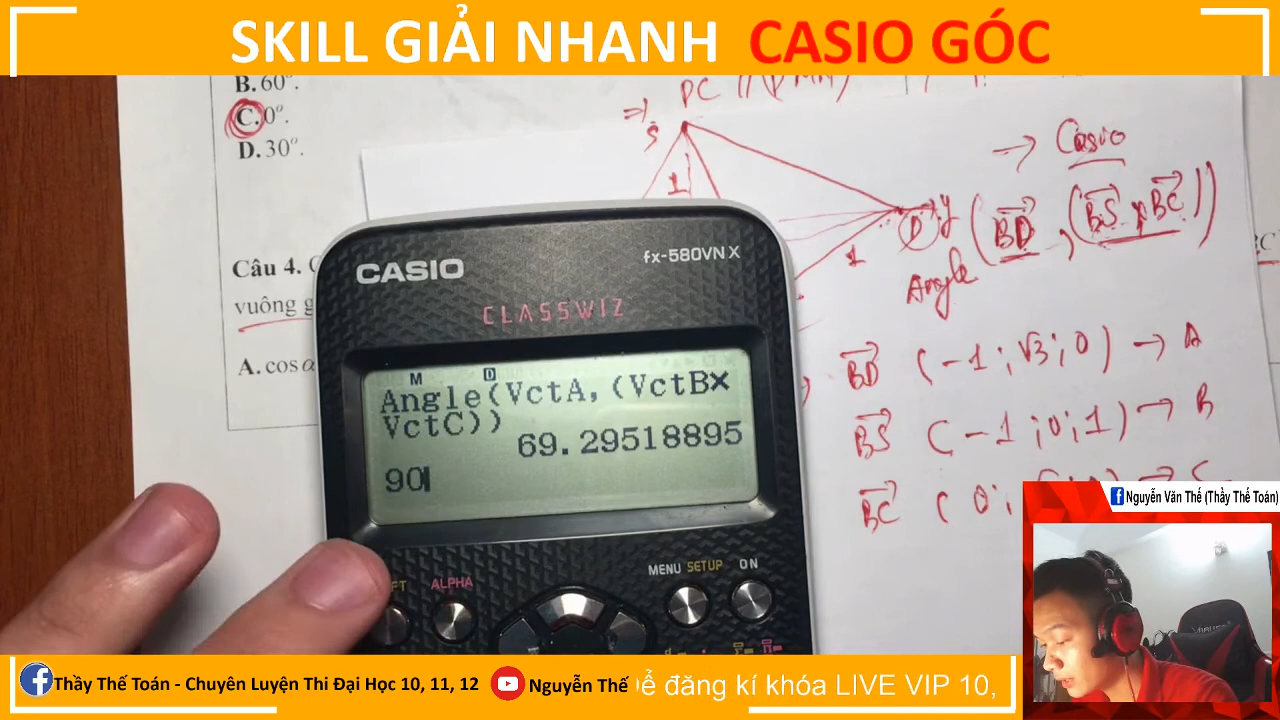 SKILL GIẢI NHANH CASIO GÓC
B. 60°.
C. 0°.
D. 30°.
=>
S
1
-> Casio
D
y
(BD, (BS x BC))
Angle
1
Câu 4.
vuông g
A. cos α
CASIO
fx-580VN X
CLASSWIZ
M D
Angle(VctA,(VctB×
VctC))
69.29518895
90
BD (-1; √3; 0) -> A
BS (-1; 0; 1) -> B
BC ( 0;
ALPHA
MENU SETUP ON
Nguyễn Văn Thế (Thầy Thế Toán)
Thầy Thế Toán - Chuyên Luyện Thi Đại Học 10, 11, 12
Nguyễn Thế
Để đăng kí khóa LIVE VIP 10,